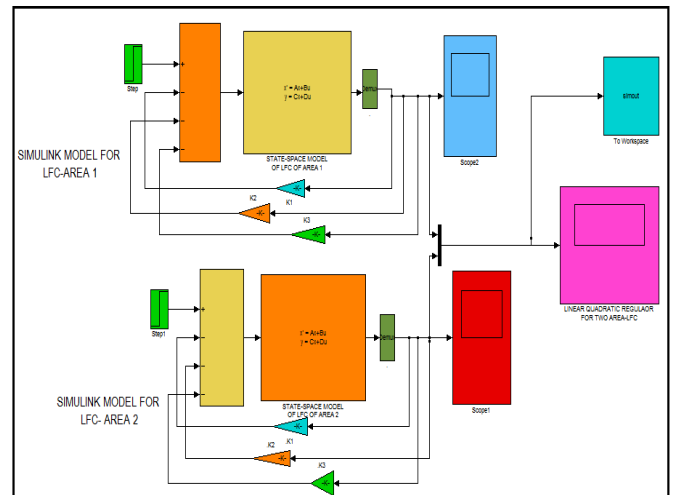 Step
+
−
−
−
x' = Ax+Bu
y = Cx+Du
Demux
STATE-SPACE MODEL
OF LFC OF AREA 1
Scope2
simout
To Workspace
SIMULINK MODEL FOR
LFC-AREA 1
K1
-K-
K2
-K-
K3
-K-
LINEAR QUADRATIC REGULAOR
FOR TWO AREA-LFC
Step1
+
−
−
−
x' = Ax+Bu
y = Cx+Du
Demux
STATE-SPACE MODEL
OF LFC OF AREA 2
Scope1
SIMULINK MODEL FOR
LFC- AREA 2
-K-
K1
K2
-K-
K3
-K-